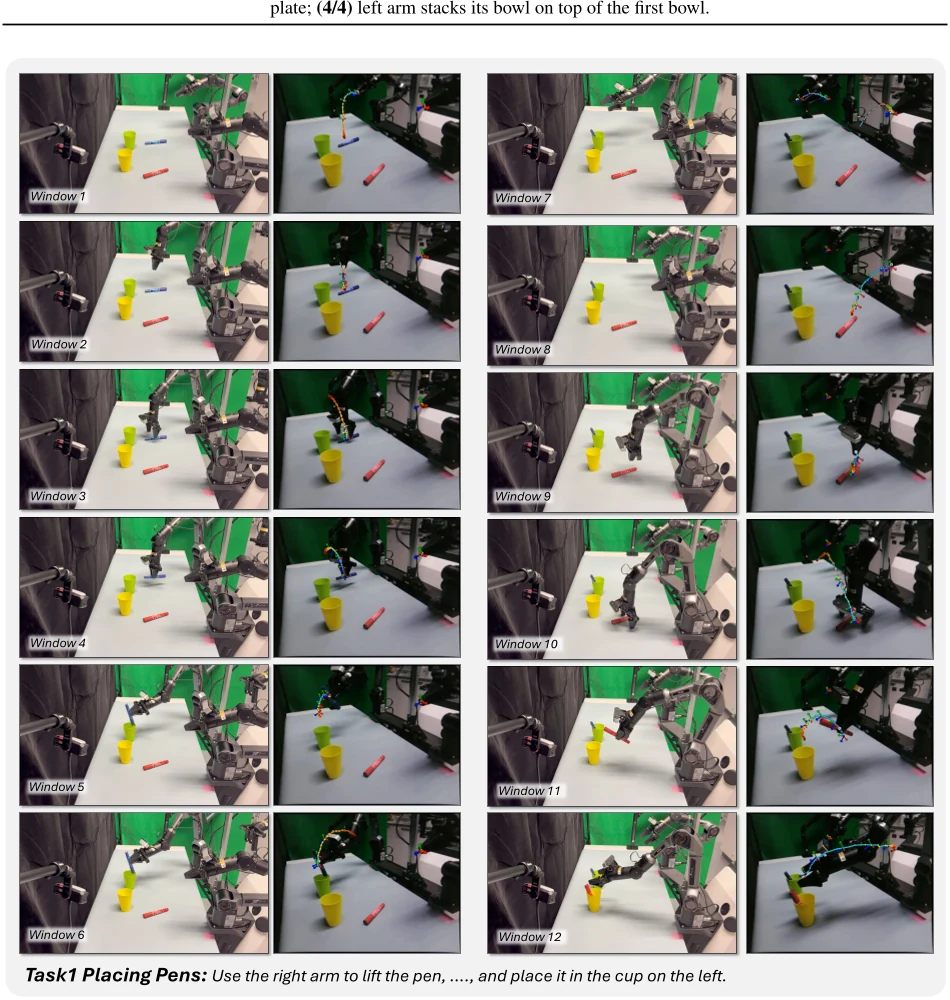 plate; (4/4) left arm stacks its bowl on top of the first bowl.
Window 1
Window 7
Window 2
Window 8
Window 3
Window 9
Window 4
Window 10
Window 5
Window 11
Window 6
Window 12
Task1 Placing Pens: Use the right arm to lift the pen, ...., and place it in the cup on the left.